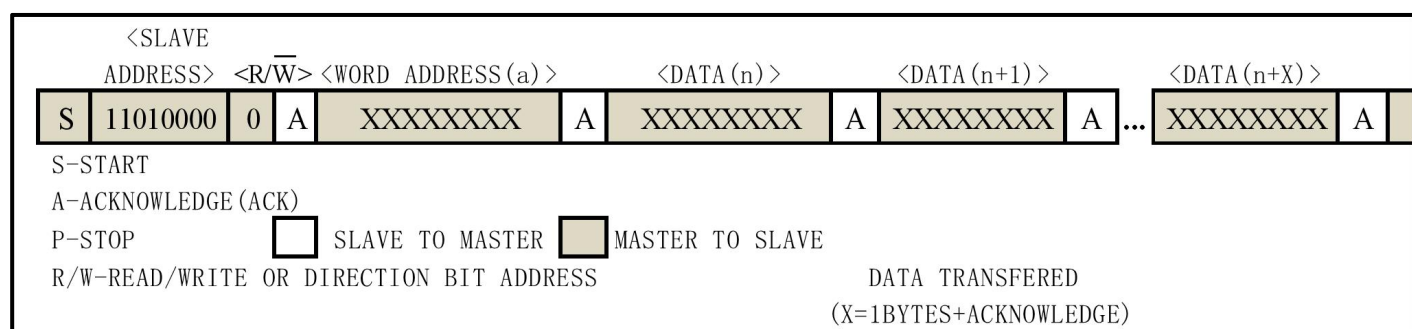 <SLAVE
ADDRESS> <R/W̅> <WORD ADDRESS(a)> <DATA(n)> <DATA(n+1)> <DATA(n+X)>
S 11010000 0 A XXXXXXXX A XXXXXXXX A XXXXXXXX A ... XXXXXXXX A
S-START
A-ACKNOWLEDGE(ACK)
P-STOP SLAVE TO MASTER MASTER TO SLAVE
R/W-READ/WRITE OR DIRECTION BIT ADDRESS DATA TRANSFERED
(X=1BYTES+ACKNOWLEDGE)